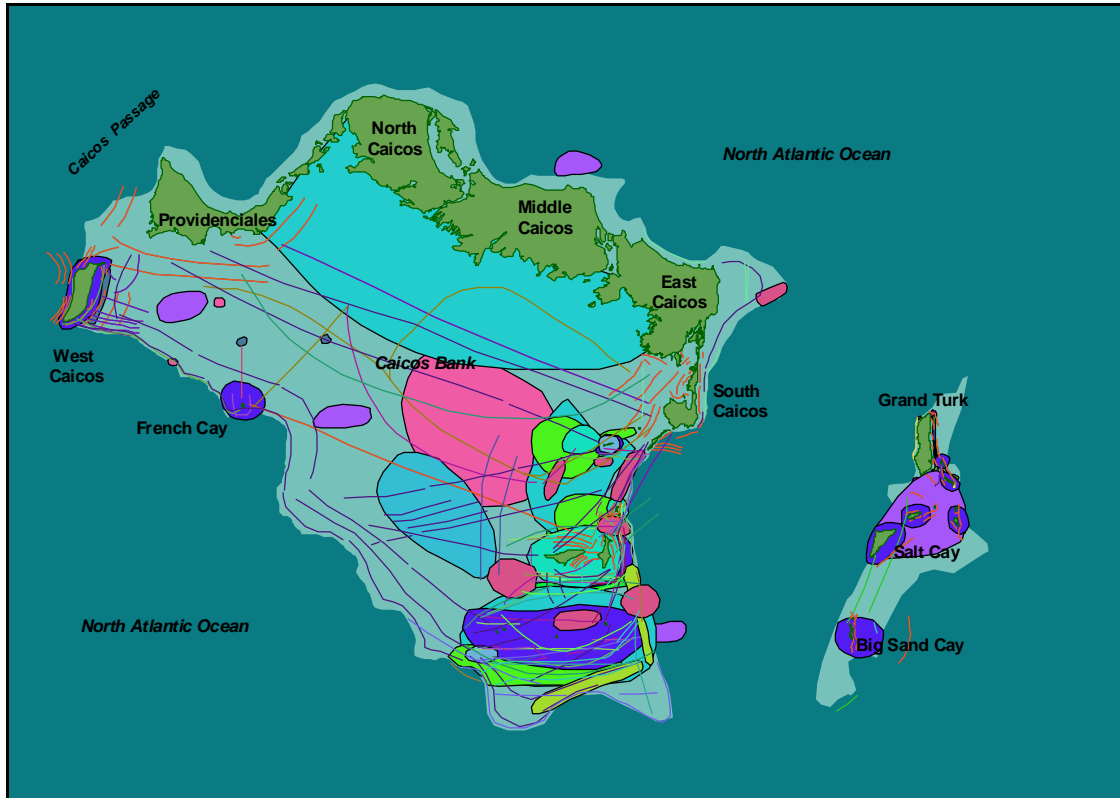 Caicos Passage
North
Caicos
North Atlantic Ocean
Providenciales
Middle
Caicos
East
Caicos
West
Caicos
Caicos Bank
South
Caicos
Grand Turk
French Cay
Salt Cay
North Atlantic Ocean
Big Sand Cay